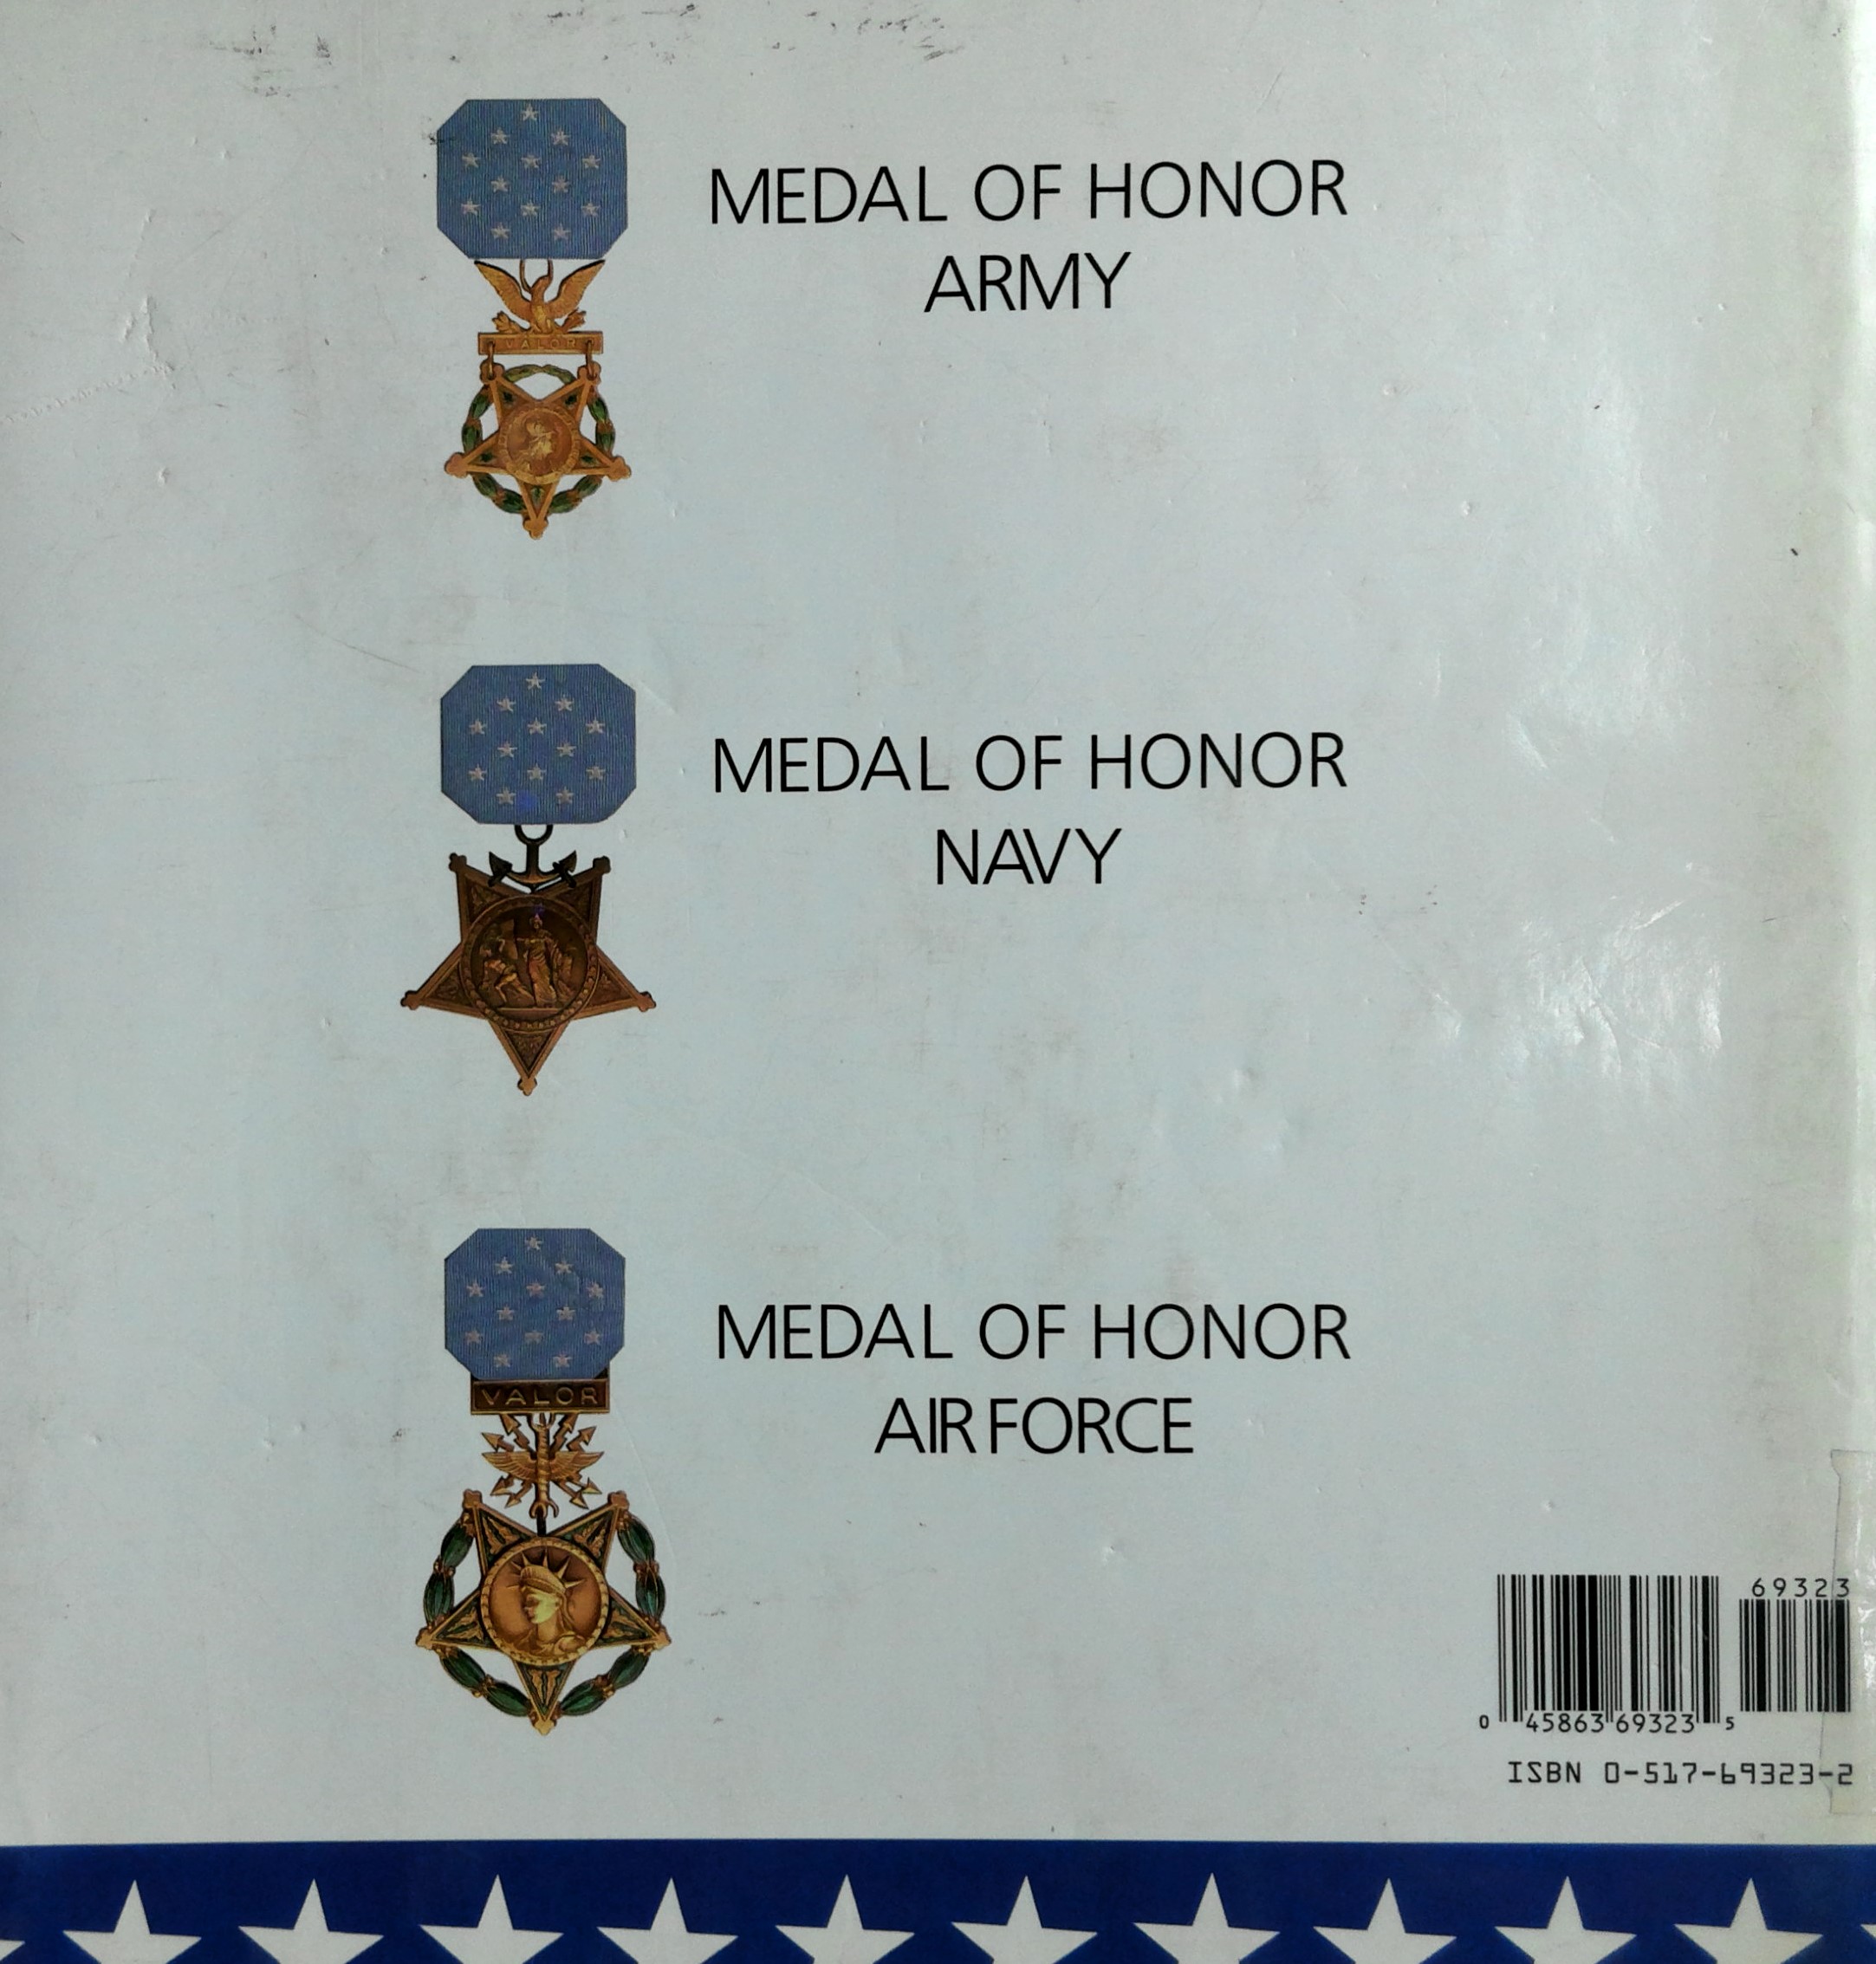 MEDAL OF HONOR
ARMY
VALOR
MEDAL OF HONOR
NAVY
MEDAL OF HONOR
AIR FORCE
VALOR
69323
0 45863 69323 5
ISBN 0-517-69323-2